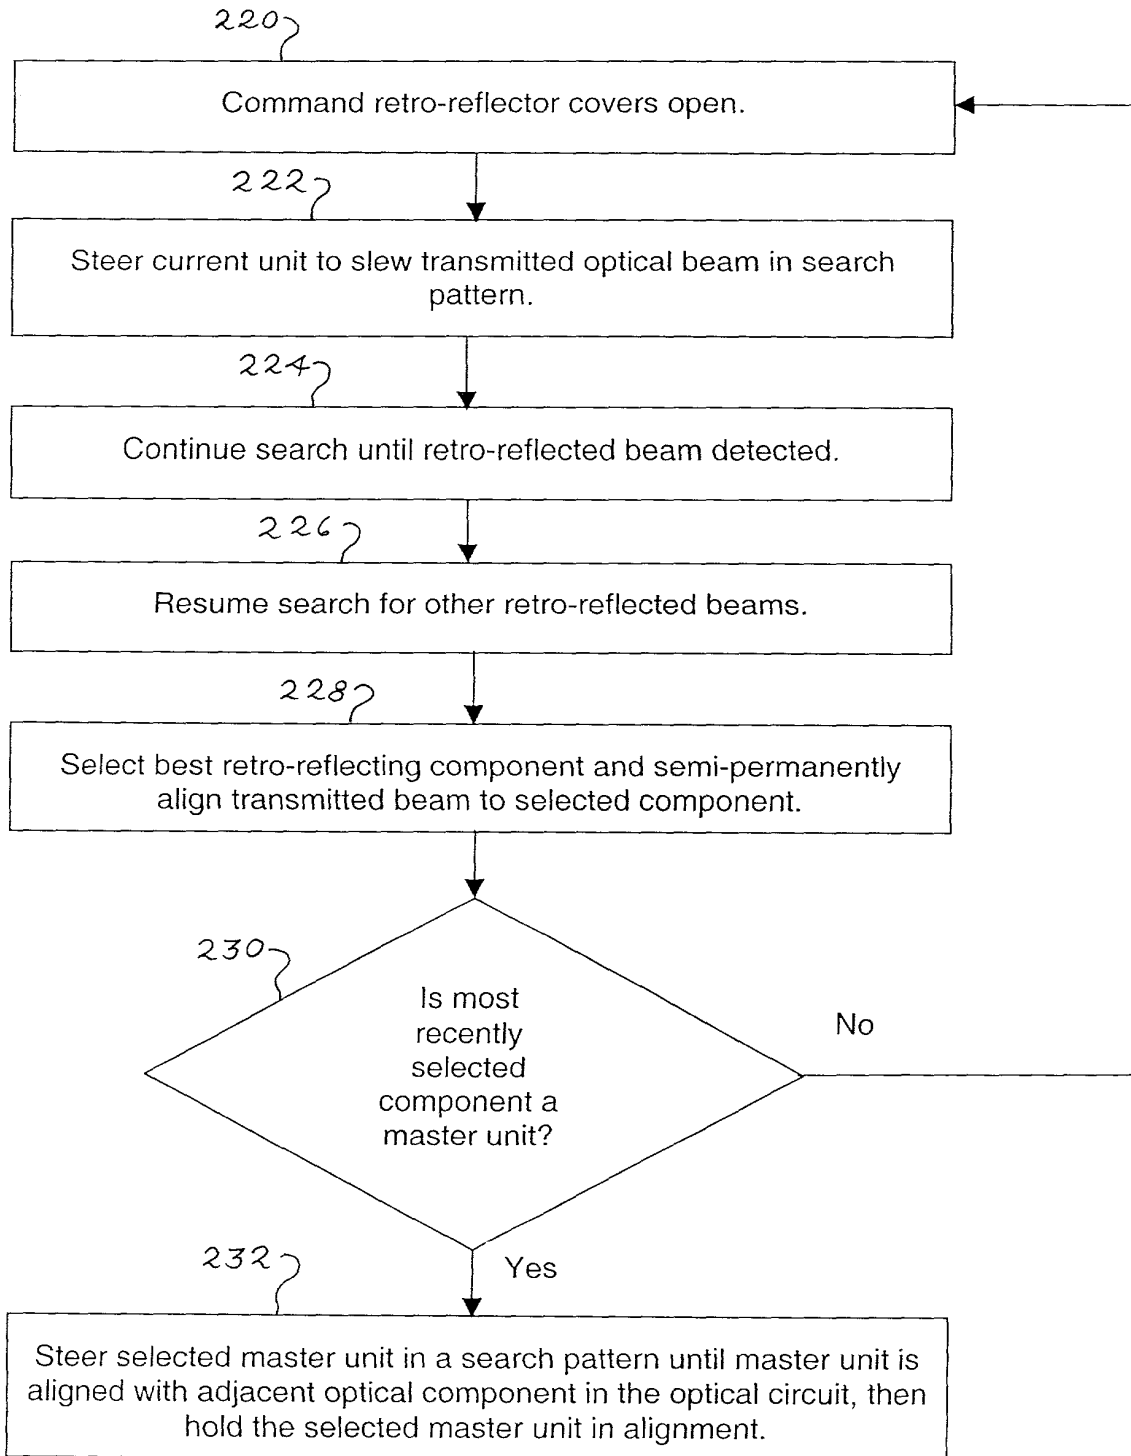 220
Command retro-reflector covers open.
222
Steer current unit to slew transmitted optical beam in search
pattern.
224
Continue search until retro-reflected beam detected.
226
Resume search for other retro-reflected beams.
228
Select best retro-reflecting component and semi-permanently
align transmitted beam to selected component.
230
Is most
recently
selected
component a
master unit?
No
Yes
232
Steer selected master unit in a search pattern until master unit is
aligned with adjacent optical component in the optical circuit, then
hold the selected master unit in alignment.